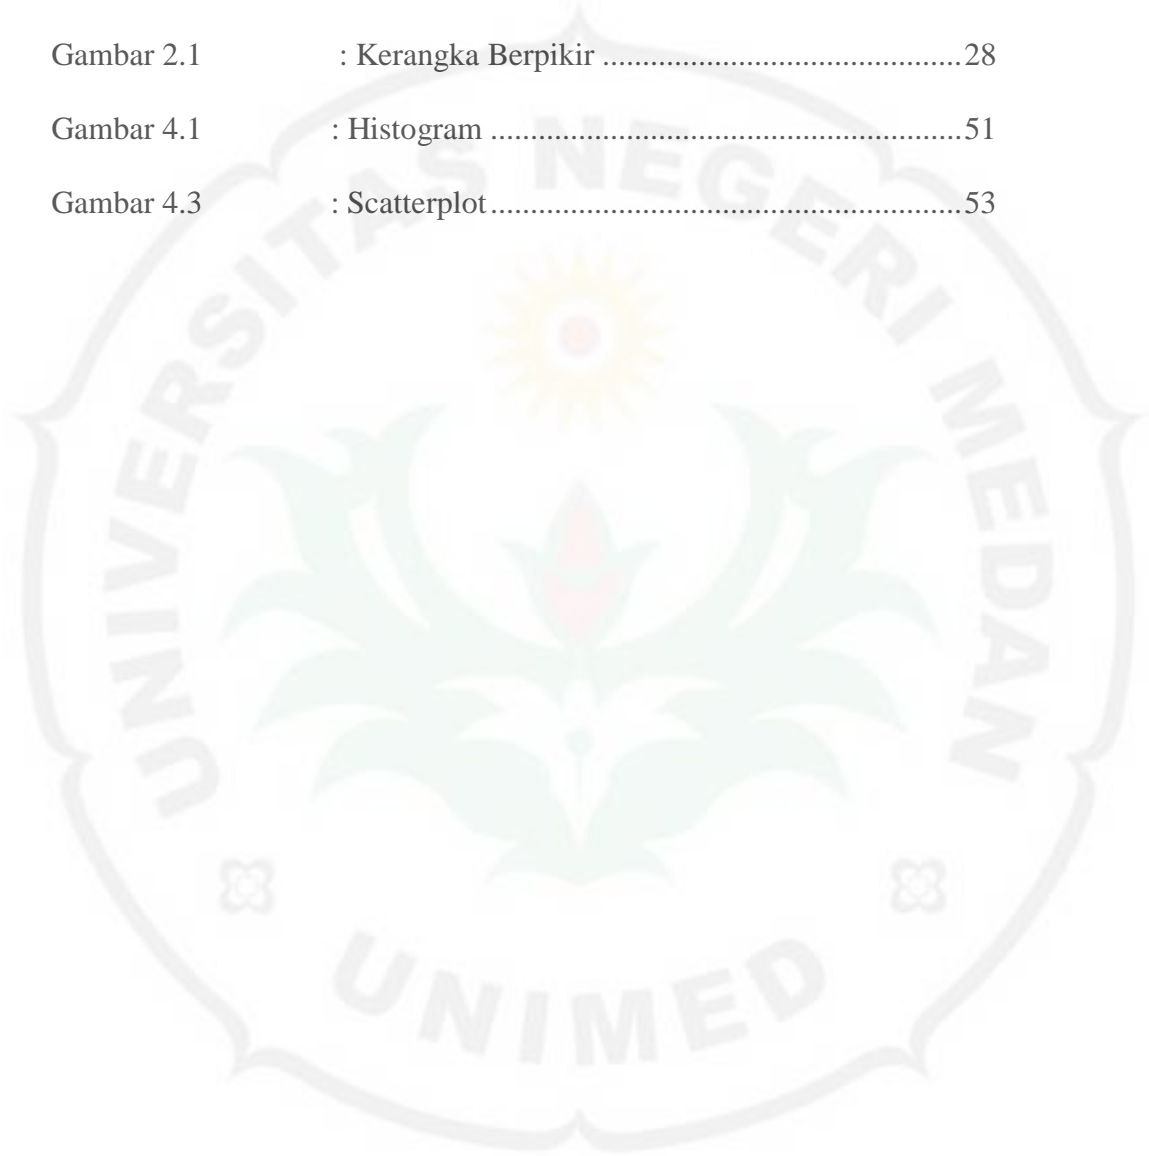 Gambar 2.1 : Kerangka Berpikir ......................................28
Gambar 4.1 : Histogram ..................................................51
Gambar 4.3 : Scatterplot..................................................53
UNIVERSITAS NEGERI MEDAN
UNIMED